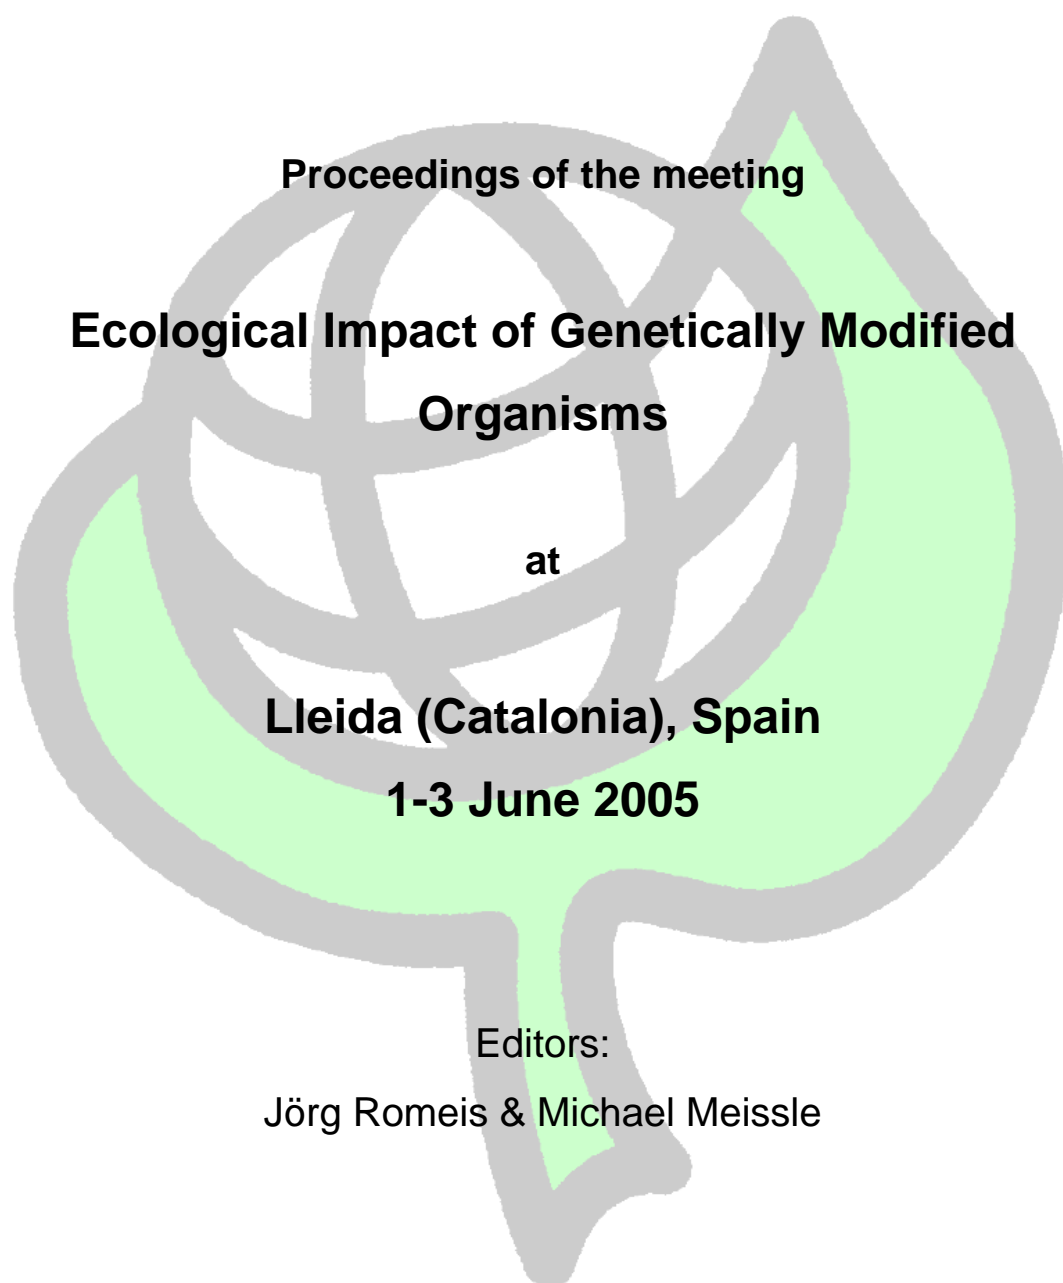 Proceedings of the meeting
Ecological Impact of Genetically Modified
Organisms
at
Lleida (Catalonia), Spain
1-3 June 2005
Editors:
Jörg Romeis & Michael Meissle